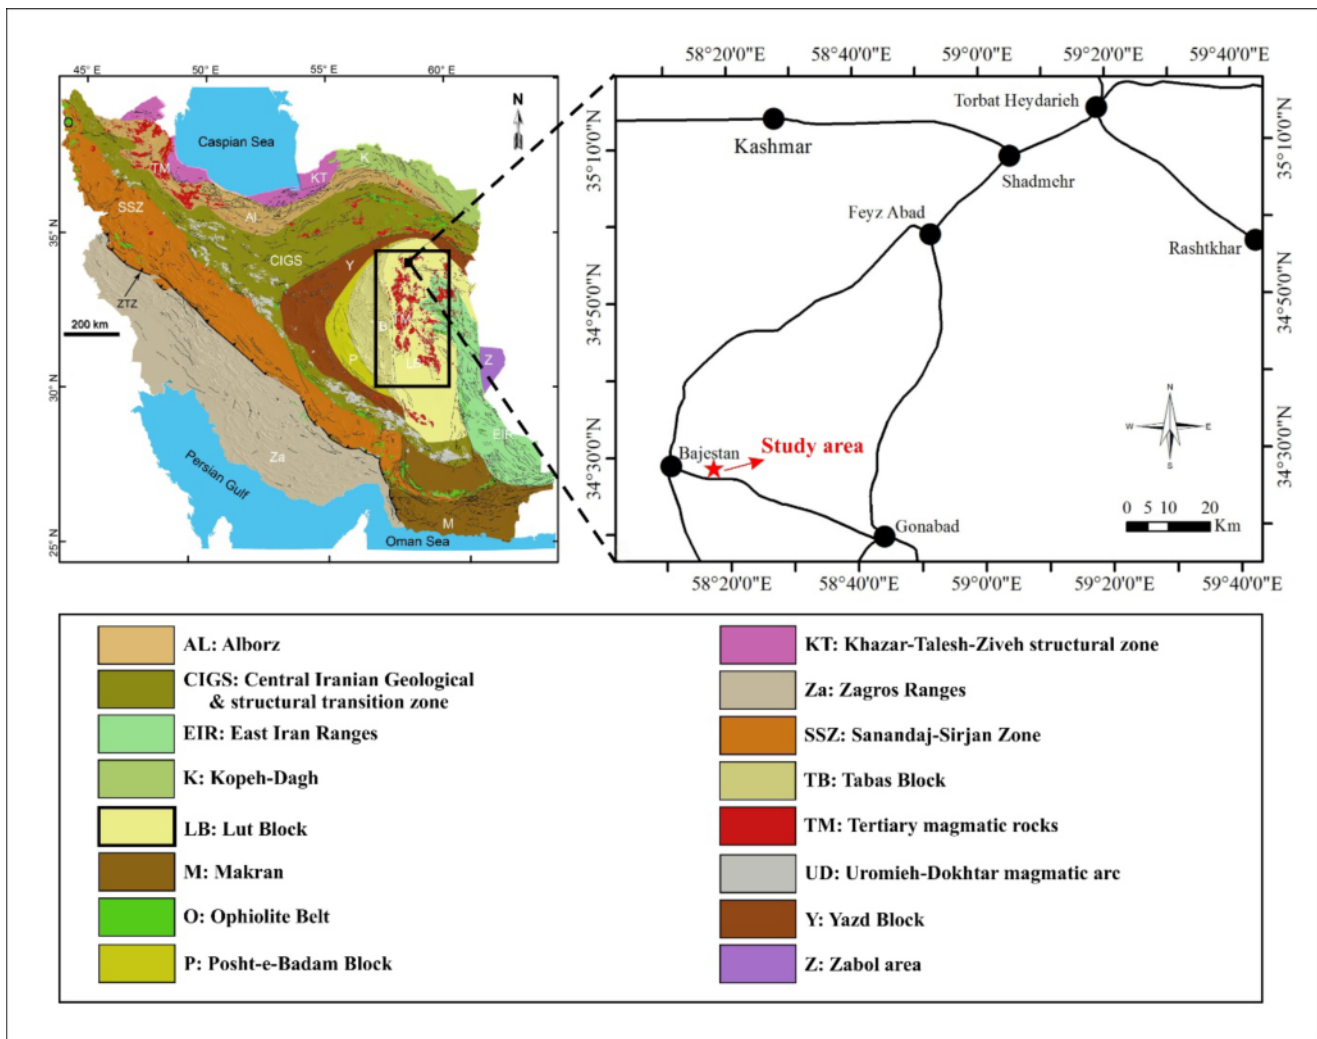 45° E
50°E
55°E
60°E
35°N
30°N
25°N
N
Caspian Sea
TM
KT
K
SSZ
Al
CIGS
Y
ZTZ
200 km
TM
B
P
LB
Z
EIR
Za
Persian Gulf
M
Oman Sea
58°20'0"E
58°40'0"E
59°0'0"E
59°20'0"E
59°40'0"E
35°10'0"N
34°50'0"N
34°30'0"N
Torbat Heydarieh
Kashmar
Shadmehr
Feyz Abad
Rashtkhar
Bajestan
Study area
Gonabad
N
W
E
S
0 5 10 20
Km
35°10'0"N
34°50'0"N
34°30'0"N
58°20'0"E
58°40'0"E
59°0'0"E
59°20'0"E
59°40'0"E
AL: Alborz
CIGS: Central Iranian Geological
& structural transition zone
EIR: East Iran Ranges
K: Kopeh-Dagh
LB: Lut Block
M: Makran
O: Ophiolite Belt
P: Posht-e-Badam Block
KT: Khazar-Talesh-Ziveh structural zone
Za: Zagros Ranges
SSZ: Sanandaj-Sirjan Zone
TB: Tabas Block
TM: Tertiary magmatic rocks
UD: Uromieh-Dokhtar magmatic arc
Y: Yazd Block
Z: Zabol area